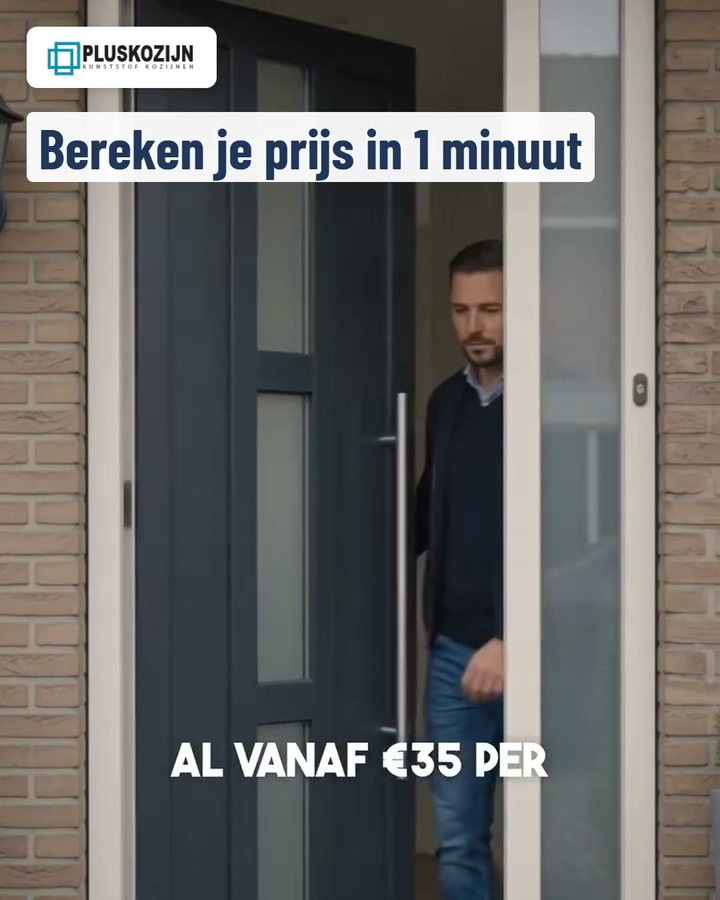 PLUSKOZIJN
KUNSTSTOF KOZIJNEN
Bereken je prijs in 1 minuut
AL VANAF €35 PER